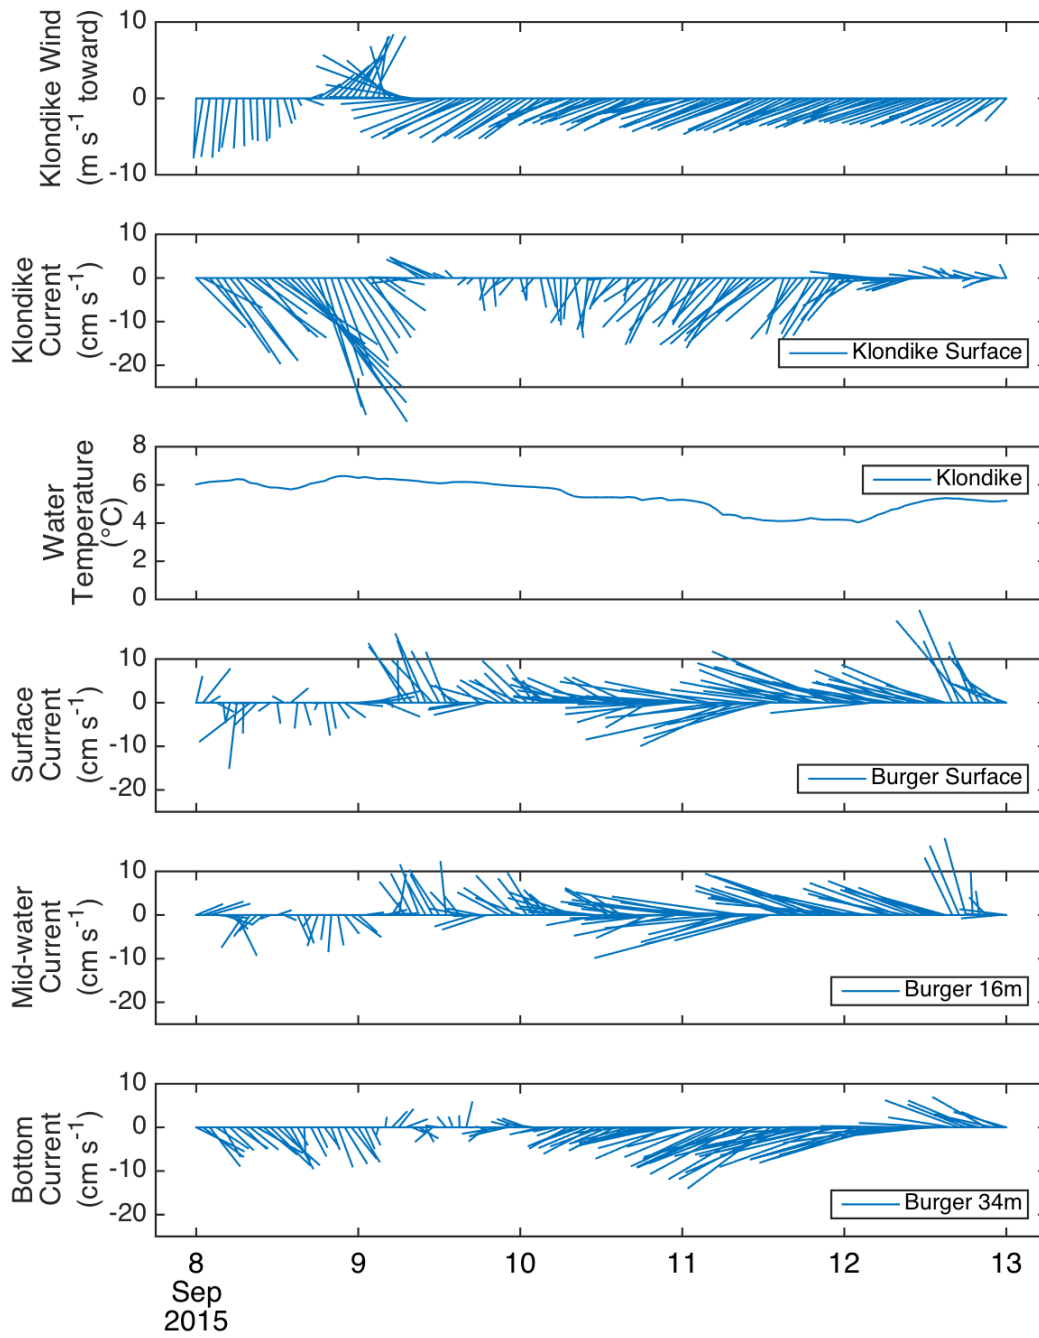 Klondike Wind
(m s⁻¹ toward)
10
0
-10
Klondike
Current
(cm s⁻¹)
10
0
-10
-20
Klondike Surface
Water
Temperature
(°C)
8
6
4
2
0
Klondike
Surface
Current
(cm s⁻¹)
10
0
-10
-20
Burger Surface
Mid-water
Current
(cm s⁻¹)
10
0
-10
-20
Burger 16m
Bottom
Current
(cm s⁻¹)
10
0
-10
-20
Burger 34m
8 9 10 11 12 13
Sep
2015